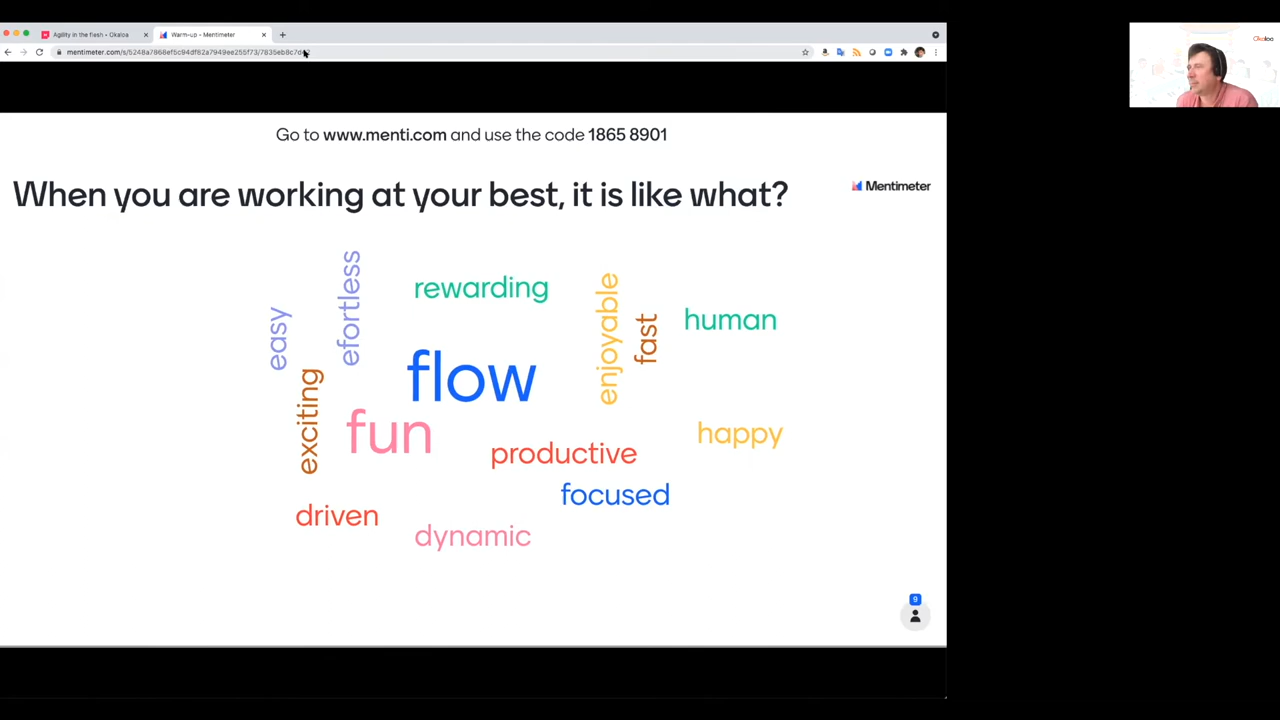 Agility in the flesh • Okaloa
Warm-up - Mentimeter
Okaloa
Go to www.menti.com and use the code 1865 8901
When you are working at your best, it is like what?
Mentimeter
easy
efortless
rewarding
enjoyable
fast
human
exciting
flow
fun
productive
happy
focused
driven
dynamic
9